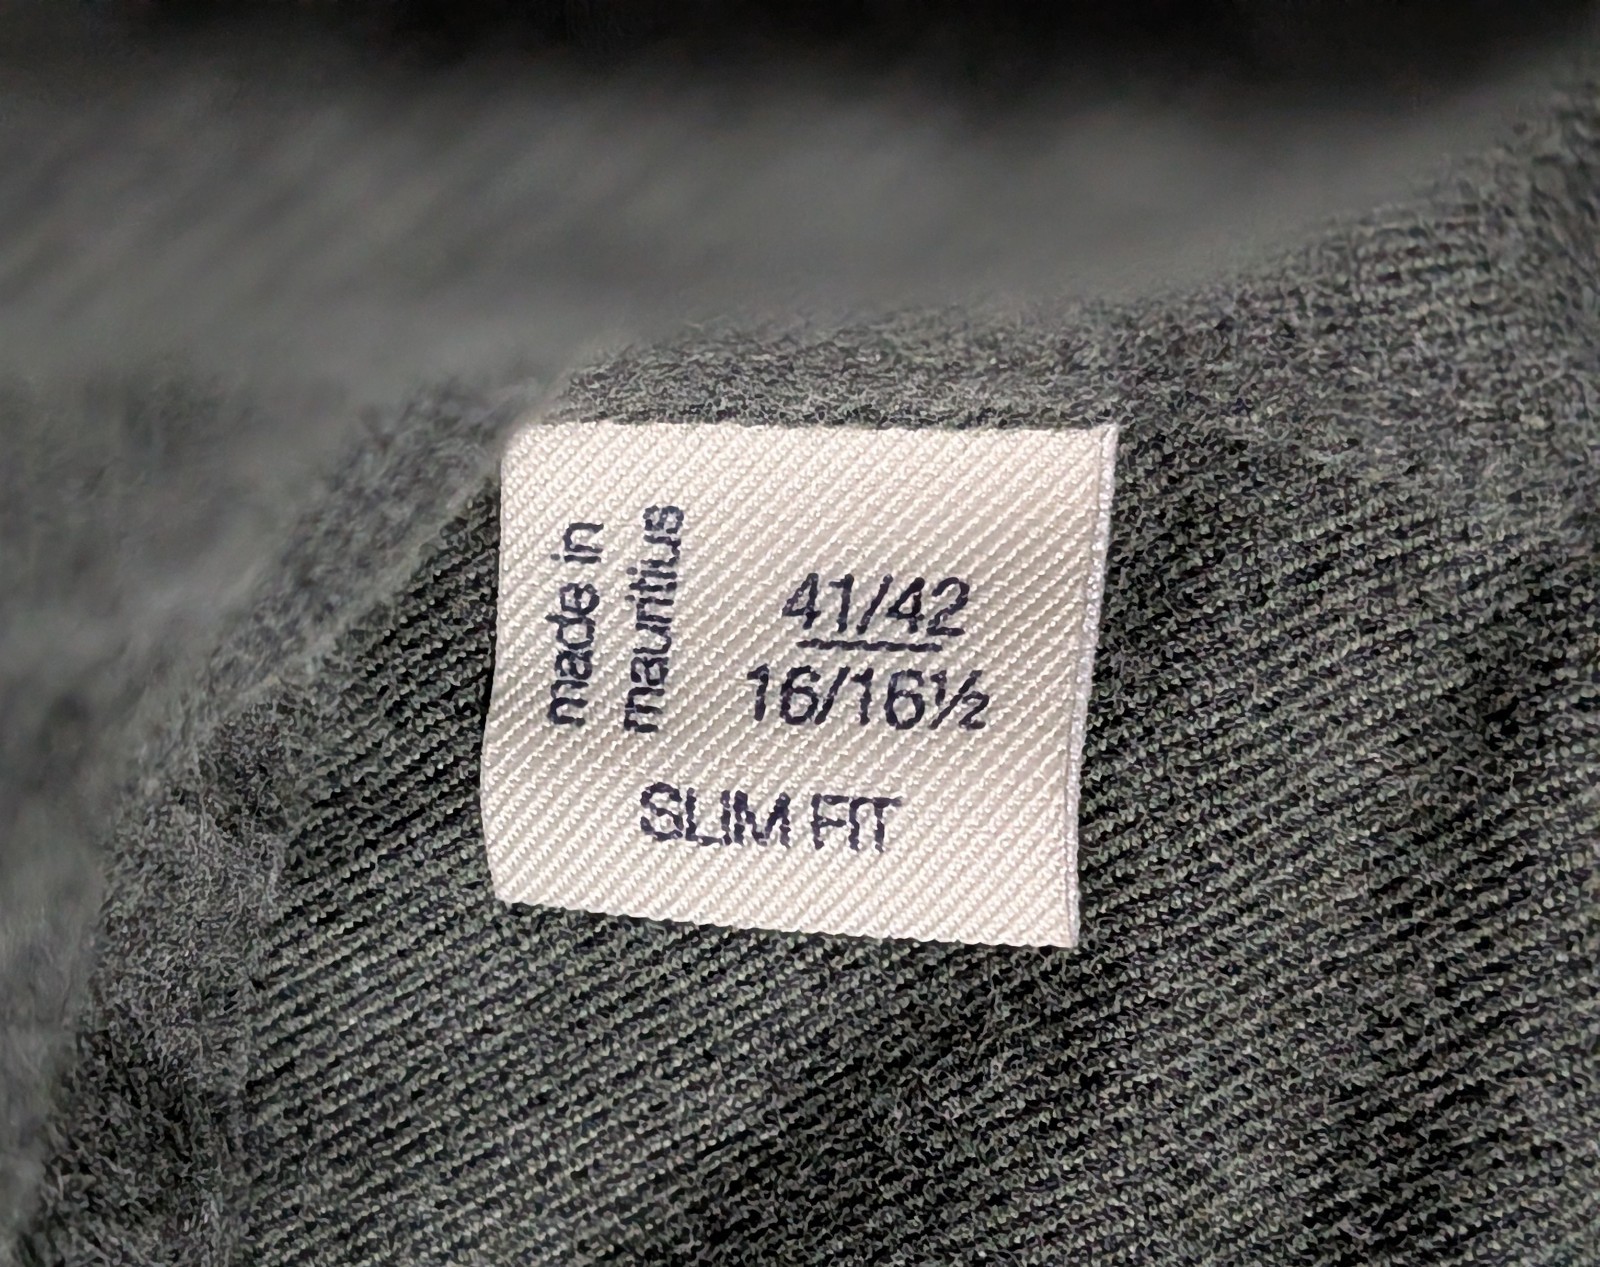 made in
mauritius
41/42
16/16½
SLIM FIT